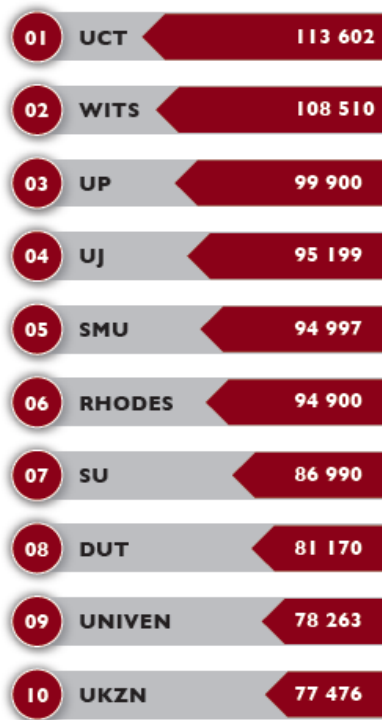 01 UCT 113 602
02 WITS 108 510
03 UP 99 900
04 UJ 95 199
05 SMU 94 997
06 RHODES 94 900
07 SU 86 990
08 DUT 81 170
09 UNIVEN 78 263
10 UKZN 77 476